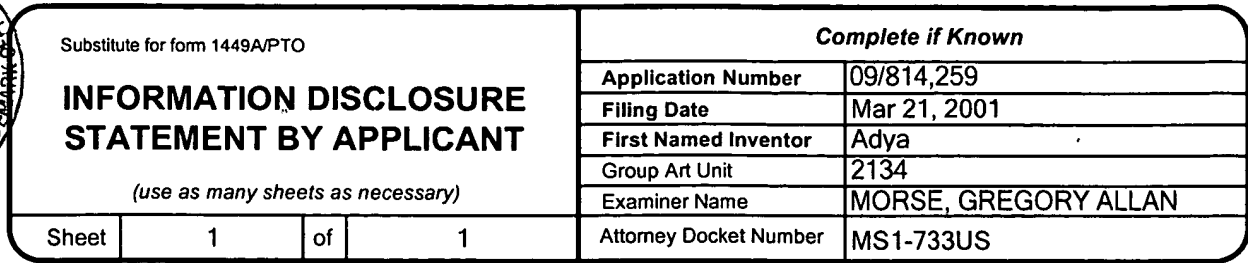 Substitute for form 1449A/PTO
INFORMATION DISCLOSURE
STATEMENT BY APPLICANT
(use as many sheets as necessary)
Sheet 1 of 1
Complete if Known
Application Number 09/814,259
Filing Date Mar 21, 2001
First Named Inventor Adya
Group Art Unit 2134
Examiner Name MORSE, GREGORY ALLAN
Attorney Docket Number MS1-733US